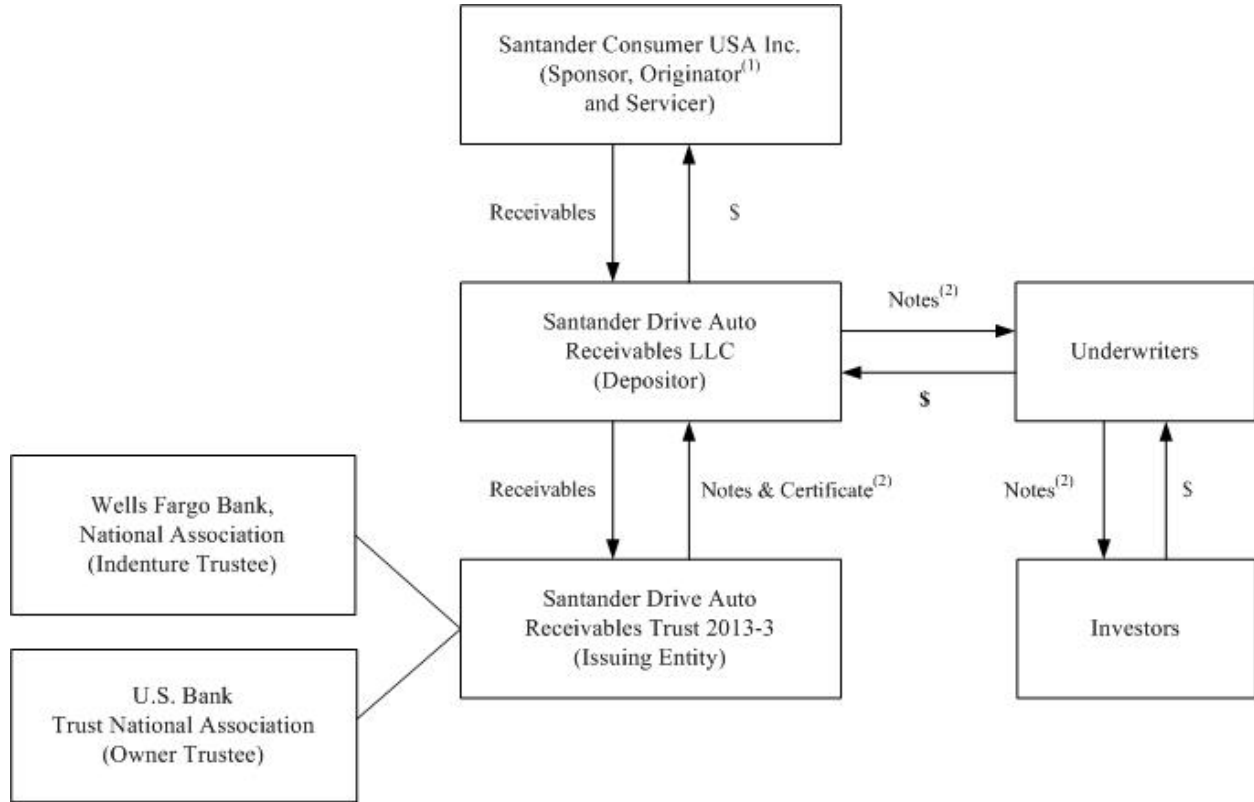 Santander Consumer USA Inc.
(Sponsor, Originator(1)
and Servicer)
Receivables
$
Santander Drive Auto
Receivables LLC
(Depositor)
Notes(2)
$
Underwriters
Receivables
Notes & Certificate(2)
Notes(2)
$
Wells Fargo Bank,
National Association
(Indenture Trustee)
Santander Drive Auto
Receivables Trust 2013-3
(Issuing Entity)
Investors
U.S. Bank
Trust National Association
(Owner Trustee)